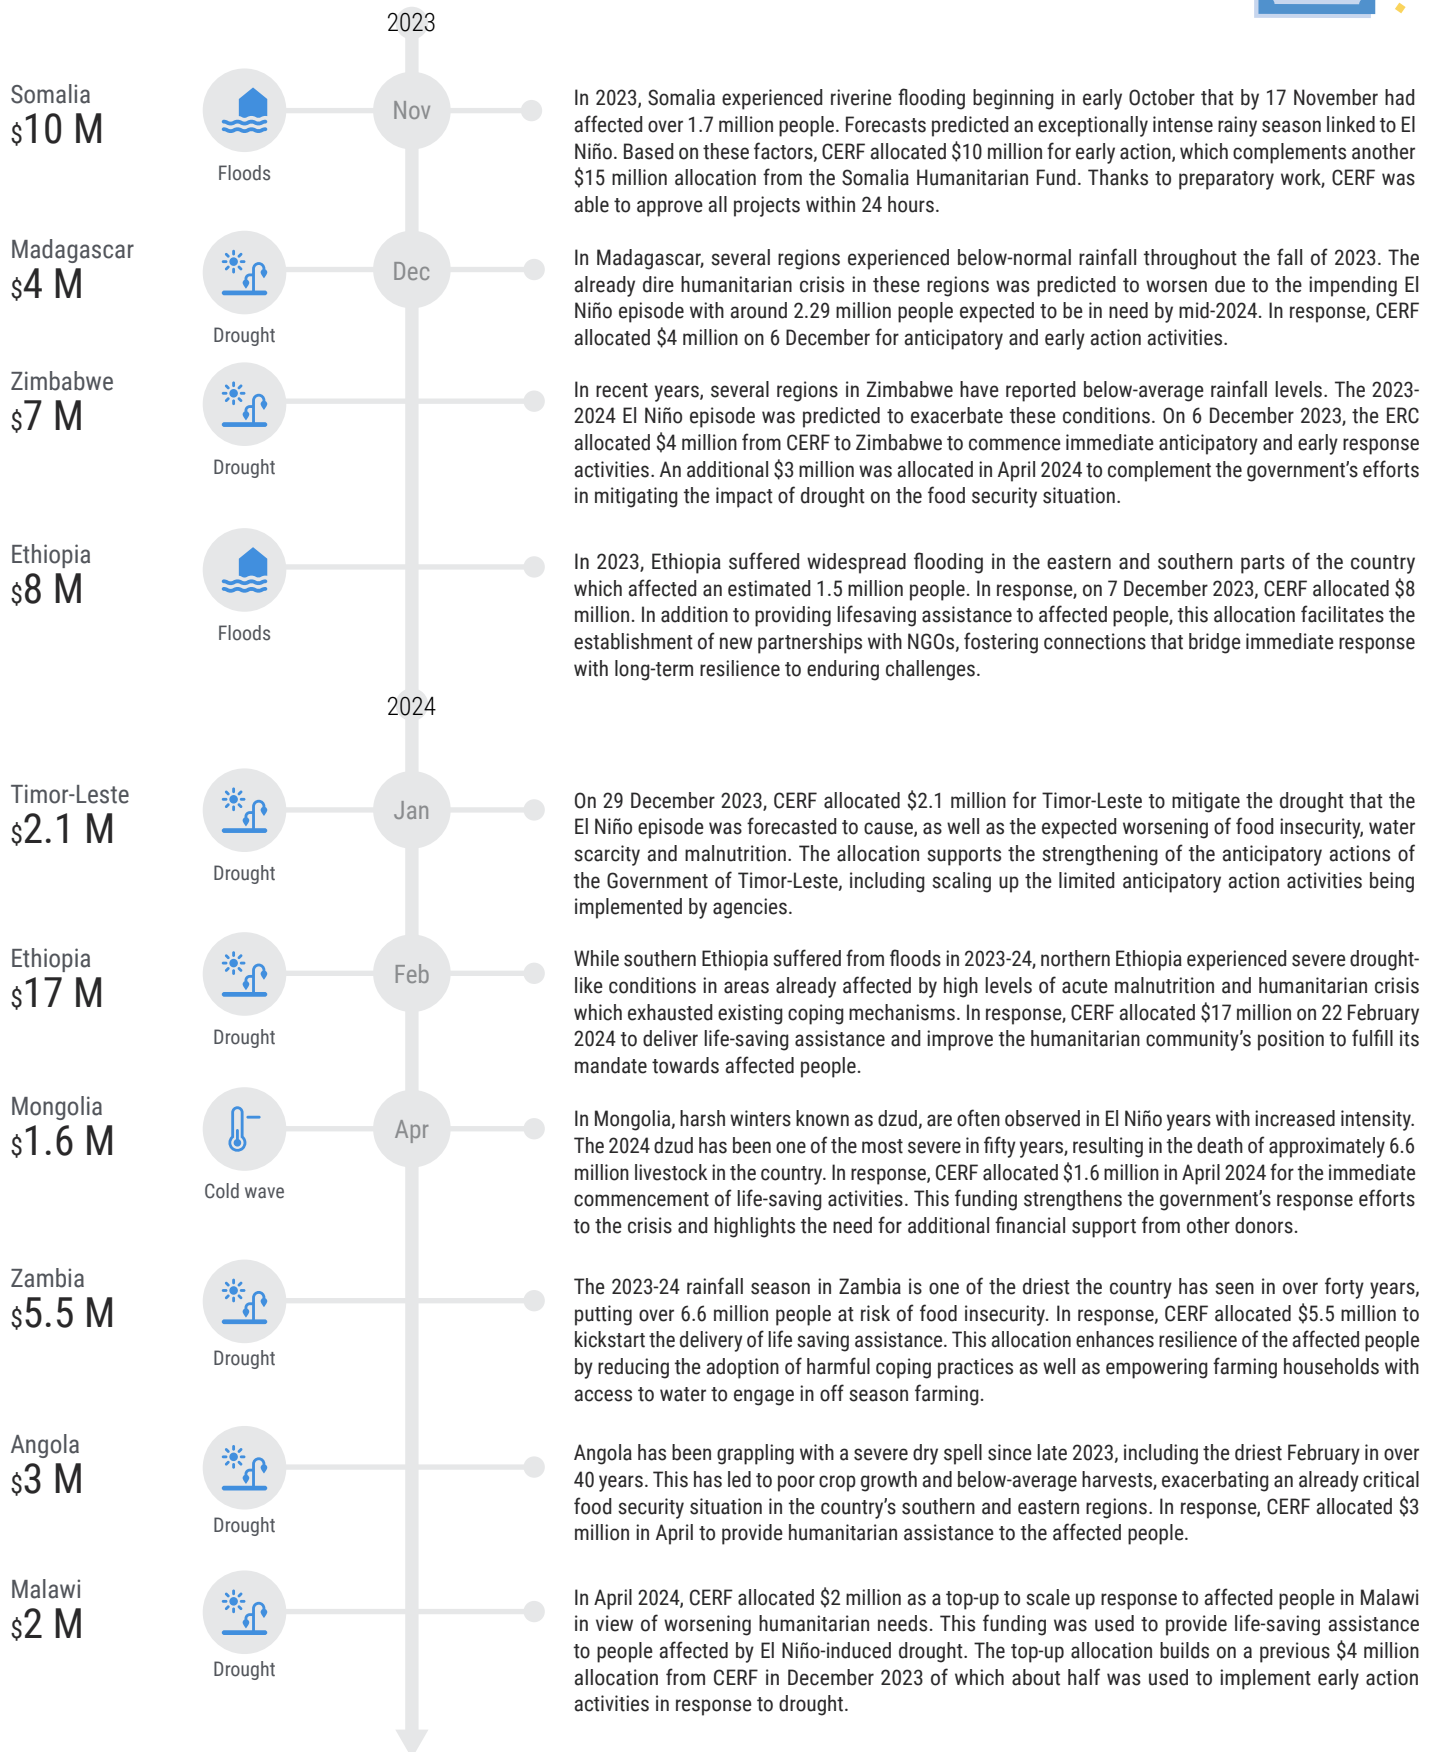 2023
Somalia
$10 M
Floods
Nov
In 2023, Somalia experienced riverine flooding beginning in early October that by 17 November had
affected over 1.7 million people. Forecasts predicted an exceptionally intense rainy season linked to El
Niño. Based on these factors, CERF allocated $10 million for early action, which complements another
$15 million allocation from the Somalia Humanitarian Fund. Thanks to preparatory work, CERF was
able to approve all projects within 24 hours.
Madagascar
$4 M
Drought
Dec
In Madagascar, several regions experienced below-normal rainfall throughout the fall of 2023. The
already dire humanitarian crisis in these regions was predicted to worsen due to the impending El
Niño episode with around 2.29 million people expected to be in need by mid-2024. In response, CERF
allocated $4 million on 6 December for anticipatory and early action activities.
Zimbabwe
$7 M
Drought
In recent years, several regions in Zimbabwe have reported below-average rainfall levels. The 2023-
2024 El Niño episode was predicted to exacerbate these conditions. On 6 December 2023, the ERC
allocated $4 million from CERF to Zimbabwe to commence immediate anticipatory and early response
activities. An additional $3 million was allocated in April 2024 to complement the government's efforts
in mitigating the impact of drought on the food security situation.
Ethiopia
$8 M
Floods
In 2023, Ethiopia suffered widespread flooding in the eastern and southern parts of the country
which affected an estimated 1.5 million people. In response, on 7 December 2023, CERF allocated $8
million. In addition to providing lifesaving assistance to affected people, this allocation facilitates the
establishment of new partnerships with NGOs, fostering connections that bridge immediate response
with long-term resilience to enduring challenges.
2024
Timor-Leste
$2.1 M
Drought
Jan
On 29 December 2023, CERF allocated $2.1 million for Timor-Leste to mitigate the drought that the
El Niño episode was forecasted to cause, as well as the expected worsening of food insecurity, water
scarcity and malnutrition. The allocation supports the strengthening of the anticipatory actions of
the Government of Timor-Leste, including scaling up the limited anticipatory action activities being
implemented by agencies.
Ethiopia
$17 M
Drought
Feb
While southern Ethiopia suffered from floods in 2023-24, northern Ethiopia experienced severe drought-
like conditions in areas already affected by high levels of acute malnutrition and humanitarian crisis
which exhausted existing coping mechanisms. In response, CERF allocated $17 million on 22 February
2024 to deliver life-saving assistance and improve the humanitarian community's position to fulfill its
mandate towards affected people.
Mongolia
$1.6 M
Cold wave
Apr
In Mongolia, harsh winters known as dzud, are often observed in El Niño years with increased intensity.
The 2024 dzud has been one of the most severe in fifty years, resulting in the death of approximately 6.6
million livestock in the country. In response, CERF allocated $1.6 million in April 2024 for the immediate
commencement of life-saving activities. This funding strengthens the government's response efforts
to the crisis and highlights the need for additional financial support from other donors.
Zambia
$5.5 M
Drought
The 2023-24 rainfall season in Zambia is one of the driest the country has seen in over forty years,
putting over 6.6 million people at risk of food insecurity. In response, CERF allocated $5.5 million to
kickstart the delivery of life saving assistance. This allocation enhances resilience of the affected people
by reducing the adoption of harmful coping practices as well as empowering farming households with
access to water to engage in off season farming.
Angola
$3 M
Drought
Angola has been grappling with a severe dry spell since late 2023, including the driest February in over
40 years. This has led to poor crop growth and below-average harvests, exacerbating an already critical
food security situation in the country's southern and eastern regions. In response, CERF allocated $3
million in April to provide humanitarian assistance to the affected people.
Malawi
$2 M
Drought
In April 2024, CERF allocated $2 million as a top-up to scale up response to affected people in Malawi
in view of worsening humanitarian needs. This funding was used to provide life-saving assistance
to people affected by El Niño-induced drought. The top-up allocation builds on a previous $4 million
allocation from CERF in December 2023 of which about half was used to implement early action
activities in response to drought.